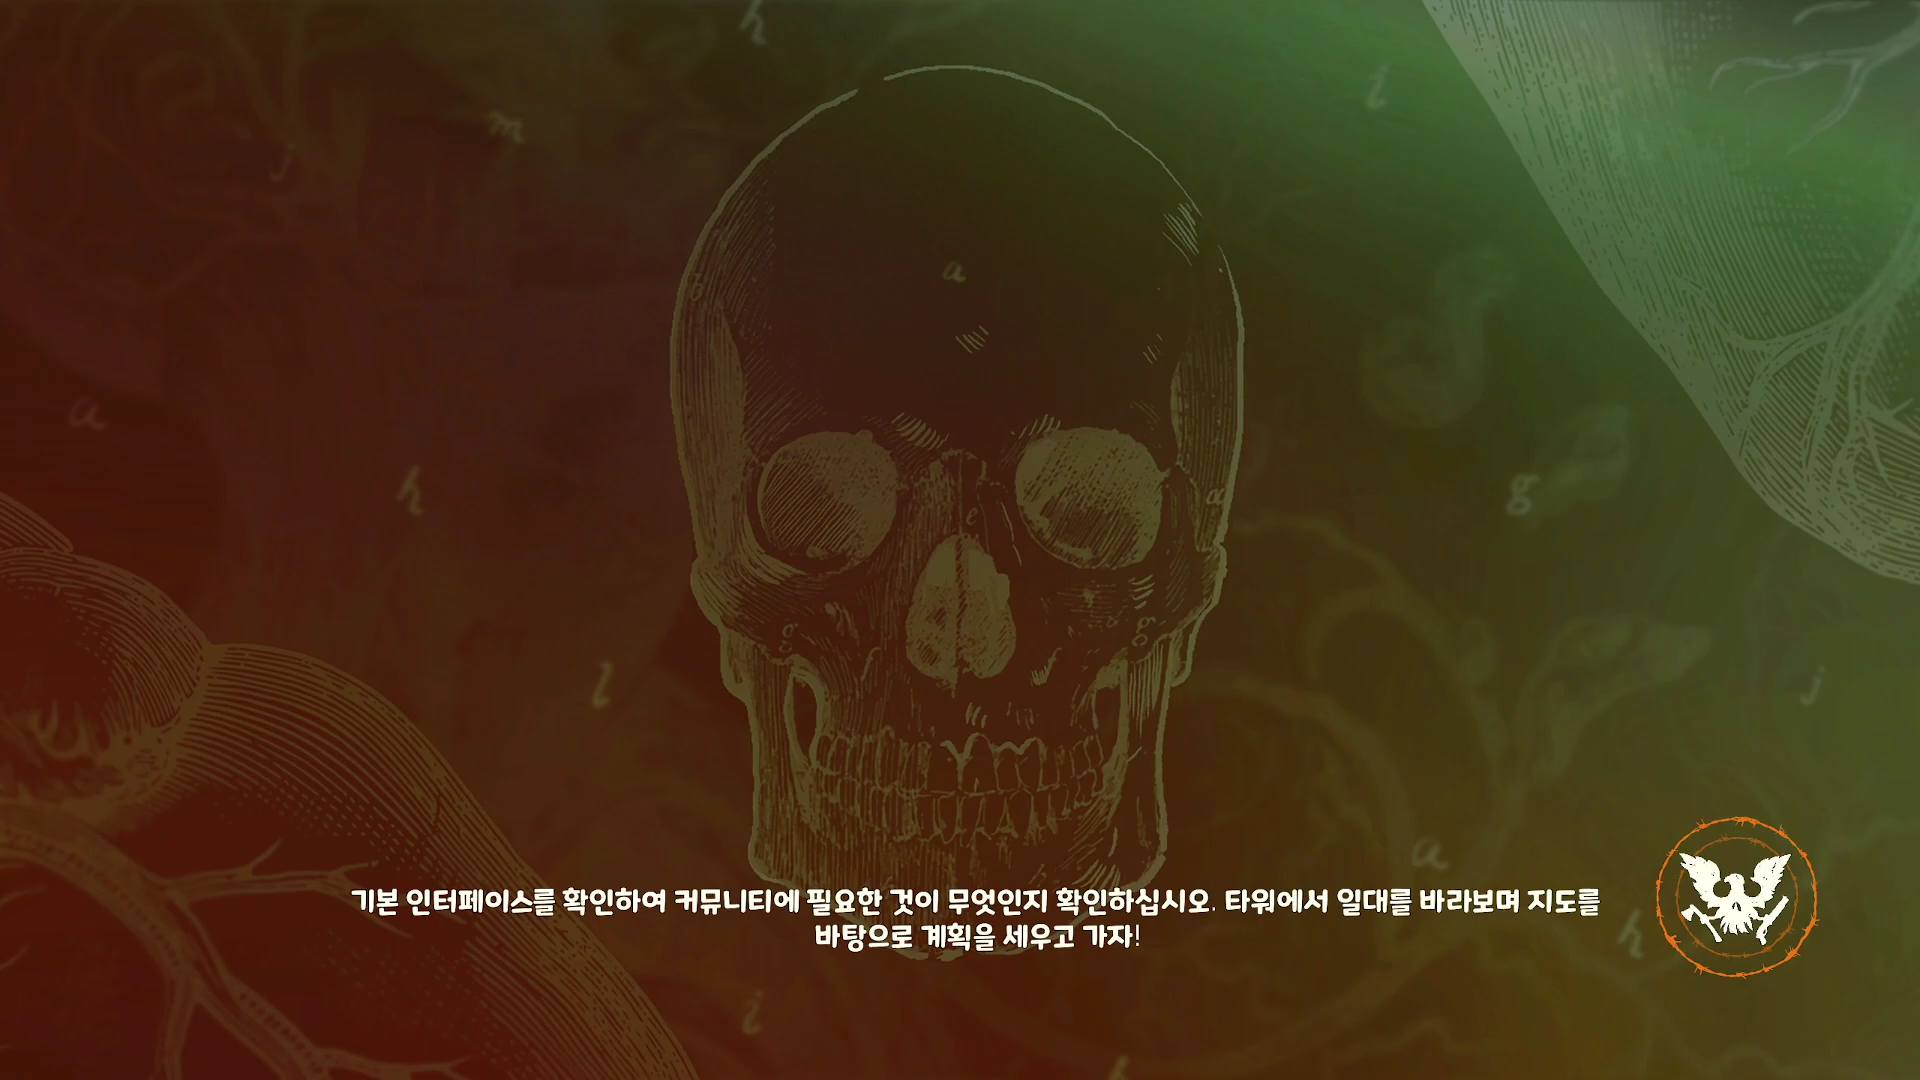 h
i
m
j
a
b
a
h
a
g
e
g
g
l
j
a
기본 인터페이스를 확인하여 커뮤니티에 필요한 것이 무엇인지 확인하십시오. 타워에서 일대를 바라보며 지도를
바탕으로 계획을 세우고 가자!
h
i